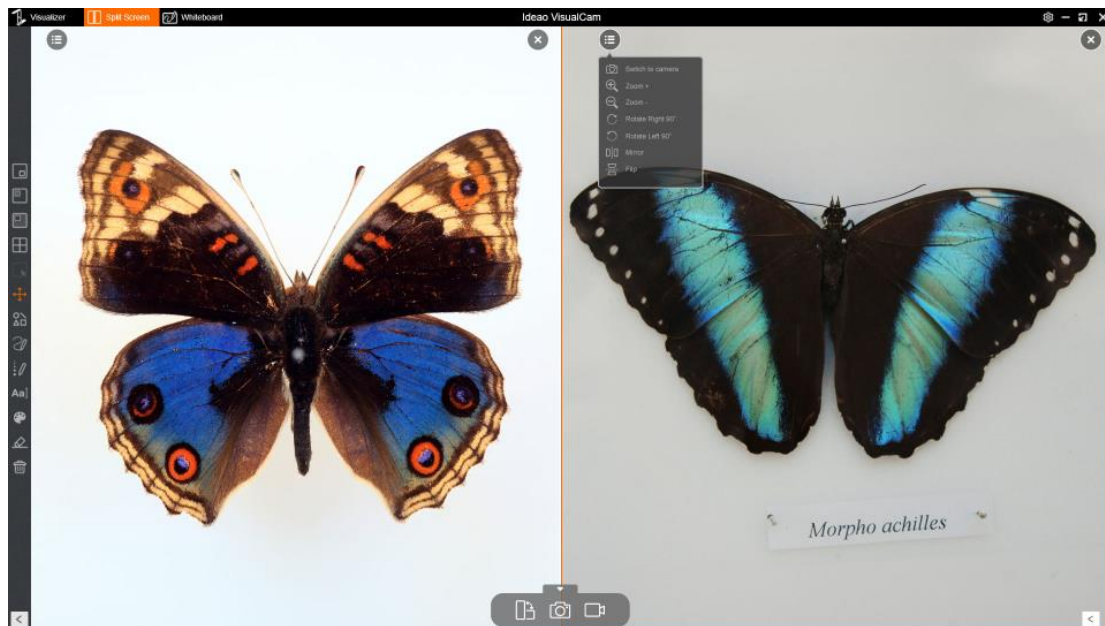 Visualizer
Split Screen
Whiteboard
Ideao VisualCam
Switch to camera
Zoom +
Zoom -
Rotate Right 90°
Rotate Left 90°
Mirror
Flip
Aa
Morpho achilles